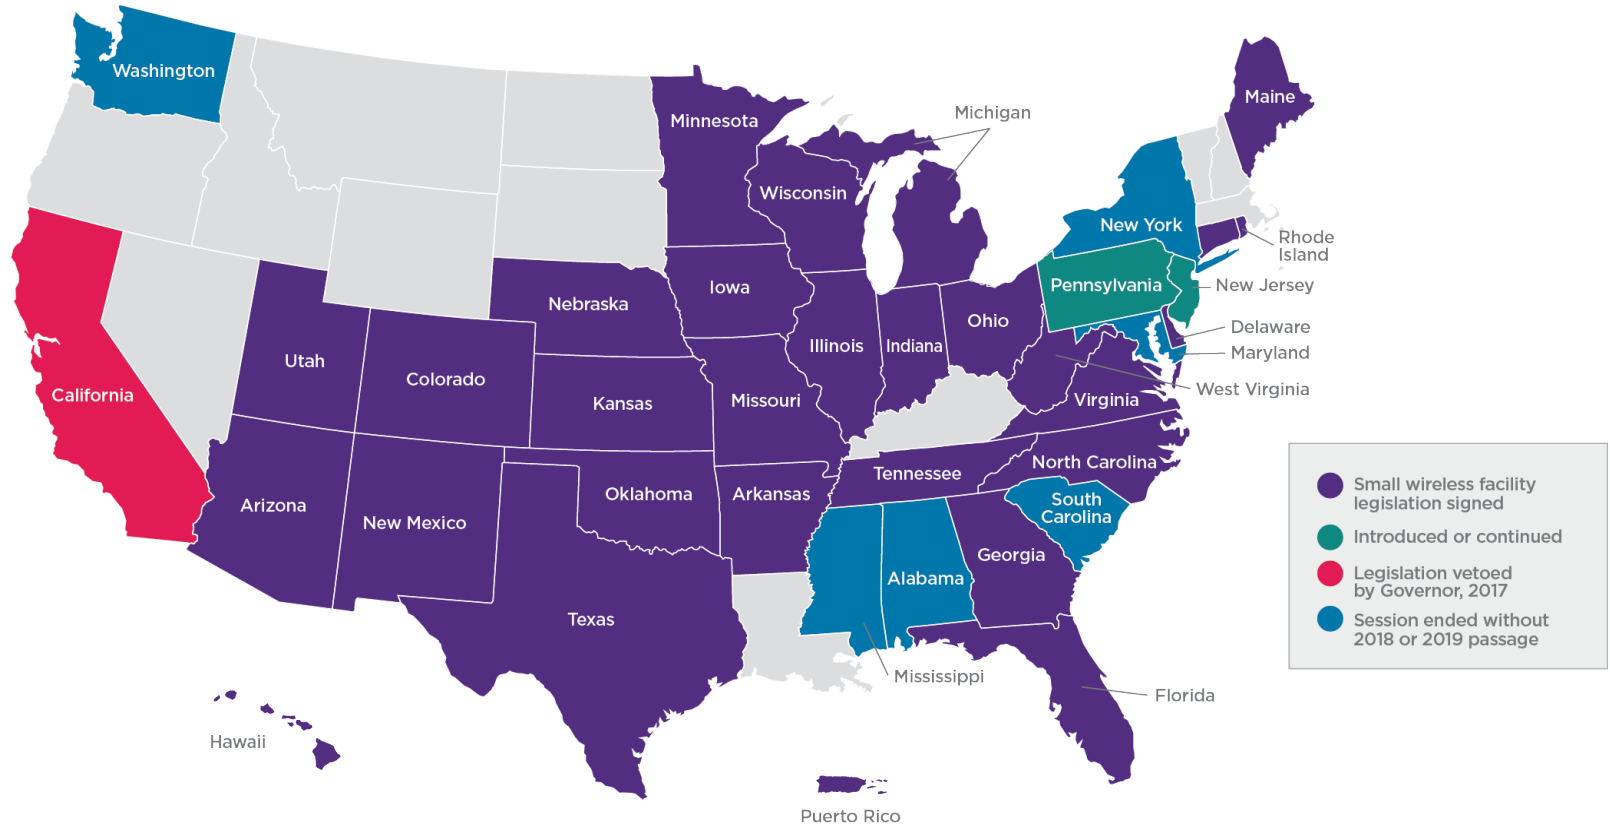 Washington
Maine
Michigan
Minnesota
Wisconsin
New York
Rhode
Island
Pennsylvania
New Jersey
Iowa
Nebraska
Ohio
Delaware
Illinois
Indiana
Maryland
Utah
Colorado
West Virginia
California
Kansas
Missouri
Virginia
Tennessee
North Carolina
Oklahoma
Arkansas
Arizona
New Mexico
South
Carolina
Georgia
Alabama
Texas
Mississippi
Florida
Hawaii
Puerto Rico
Small wireless facility
legislation signed
Introduced or continued
Legislation vetoed
by Governor, 2017
Session ended without
2018 or 2019 passage